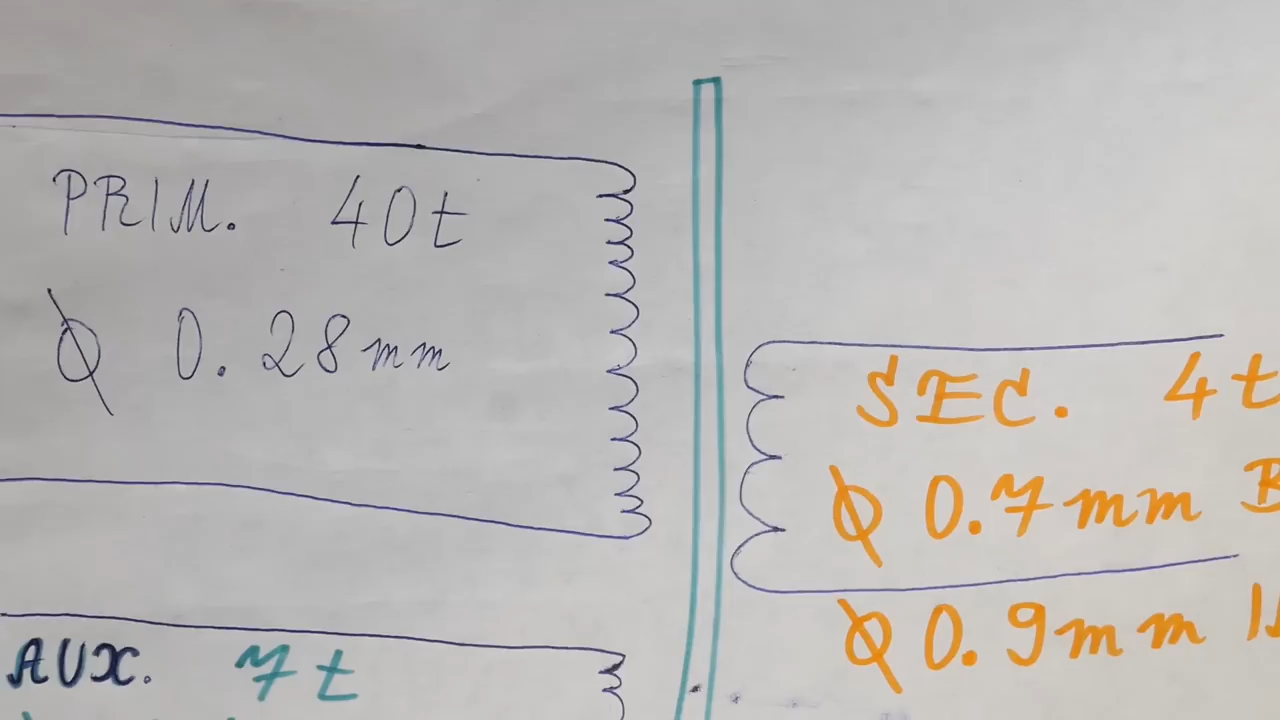 PRIM. 40t
Ø 0.28mm
SEC. 4t
Ø 0.7mm
Ø 0.9mm
AUX. 7t